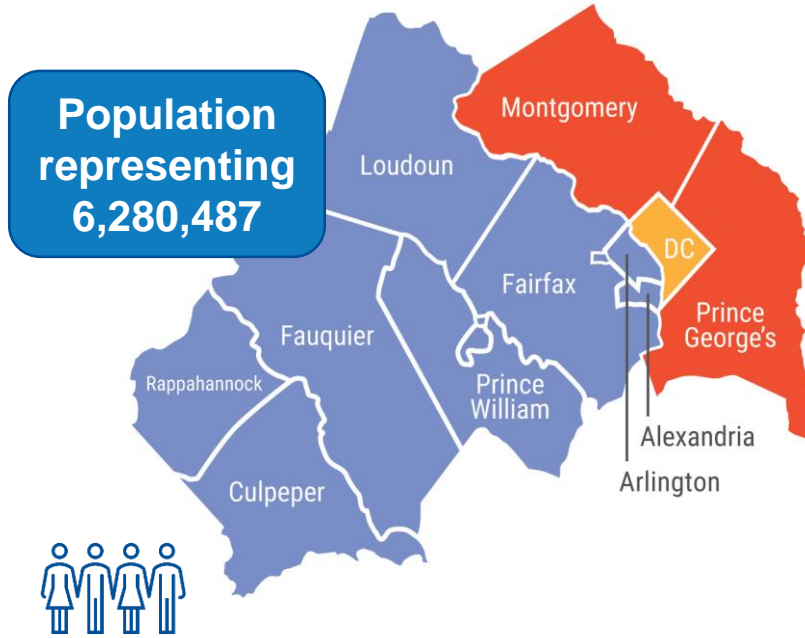 Population
representing
6,280,487
Montgomery
Loudoun
DC
Fairfax
Prince
George's
Fauquier
Rappahannock
Prince
William
Alexandria
Arlington
Culpeper